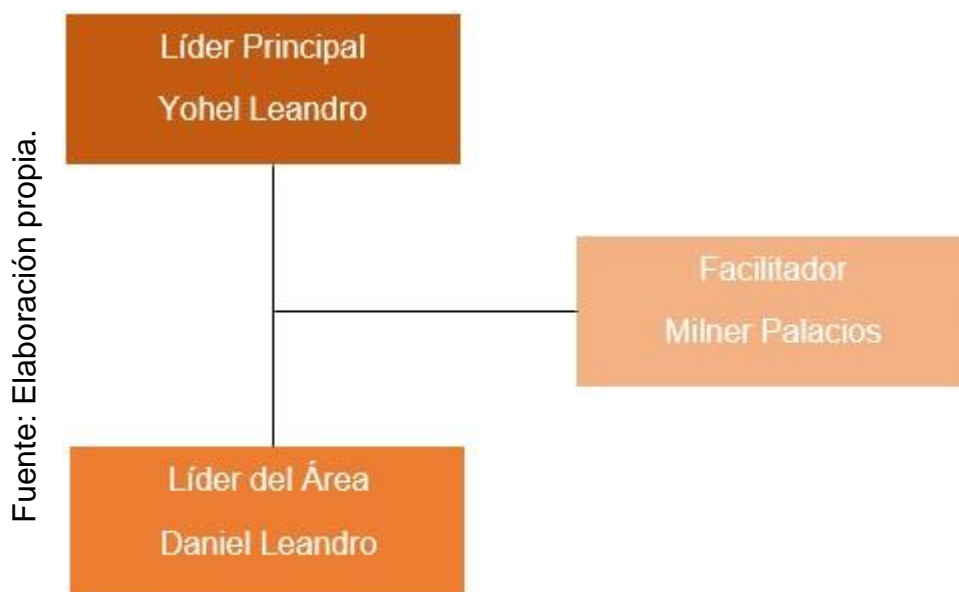 Líder Principal
Yohel Leandro
Facilitador
Milner Palacios
Líder del Área
Daniel Leandro
Fuente: Elaboración propia.